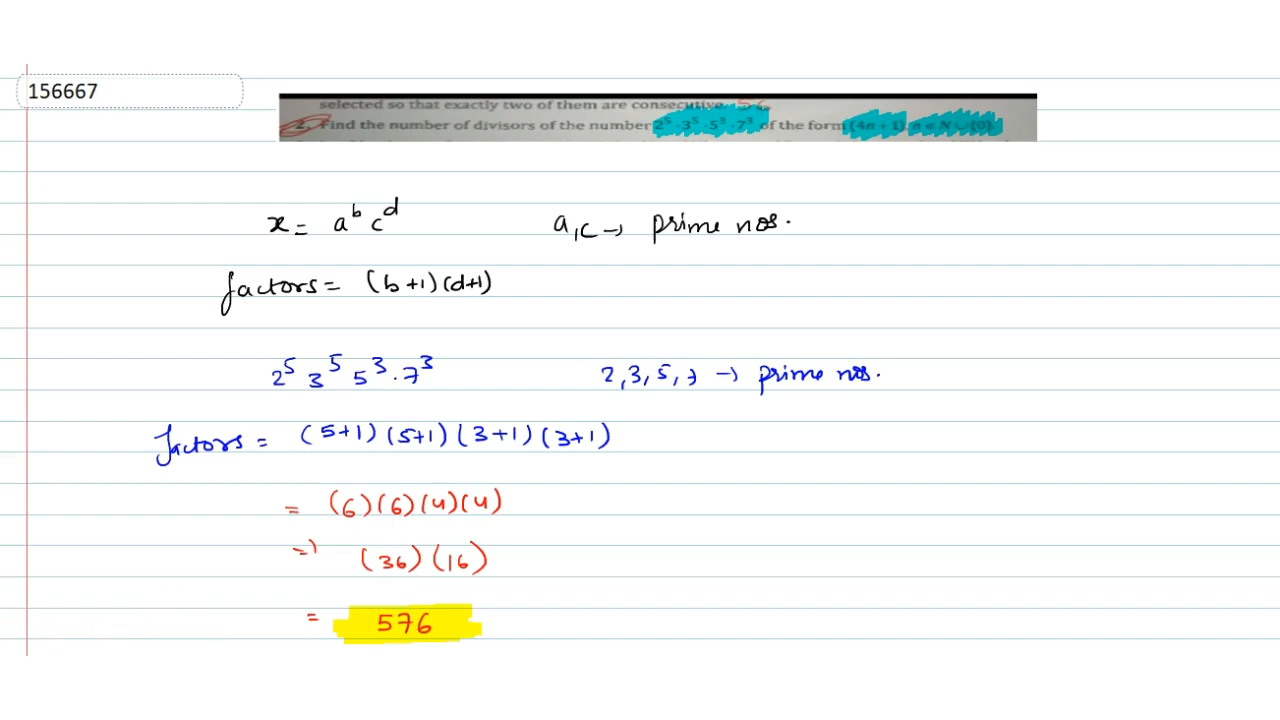 156667
selected so that exactly two of them are consecutive. 56
2. Find the number of divisors of the number 2⁵ · 3⁵ · 5³ · 7³ of the form (4n + 1), n ∈ N ∪ {0}.
x = a^b c^d a, c → prime nos.
factors = (b+1)(d+1)
2⁵ 3⁵ 5³ · 7³ 2, 3, 5, 7 → prime nos.
factors = (5+1)(5+1)(3+1)(3+1)
= (6)(6)(4)(4)
=) (36)(16)
= 576